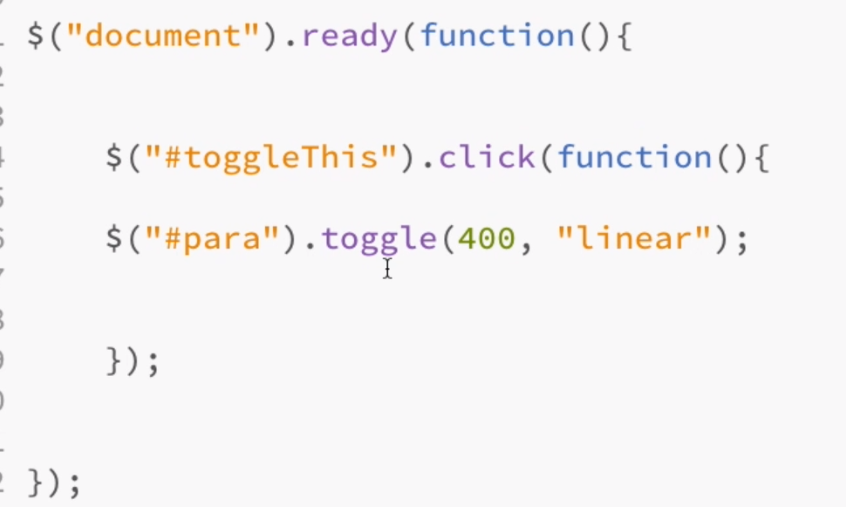 $("document").ready(function(){
$("#toggleThis").click(function(){
$("#para").toggle(400, "linear");
});
});